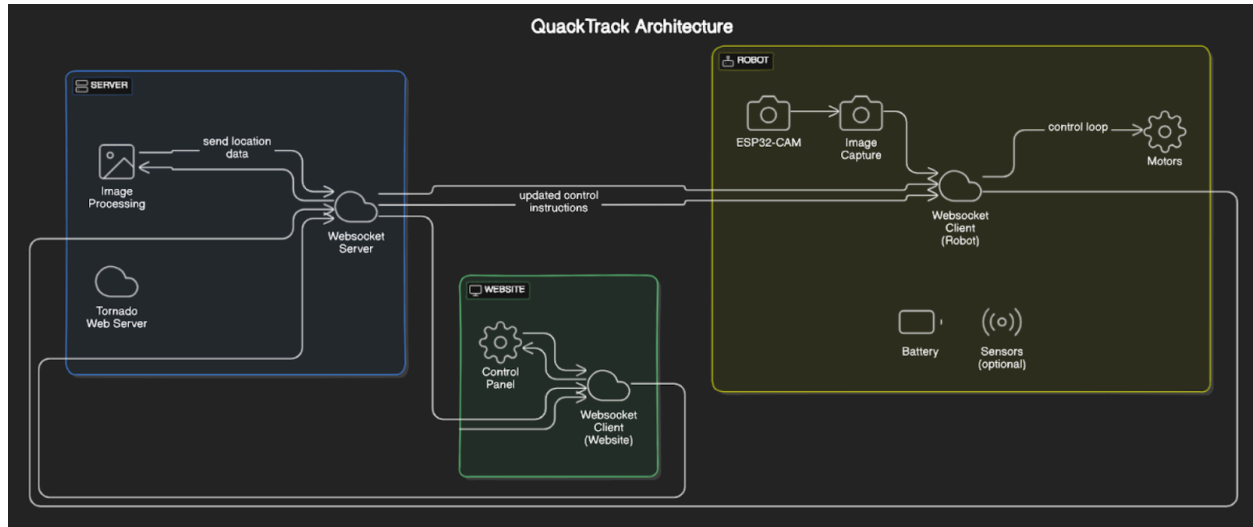 QuackTrack Architecture
SERVER
send location
data
Image
Processing
Websocket
Server
Tornado
Web Server
updated control
instructions
WEBSITE
Control
Panel
Websocket
Client
(Website)
ROBOT
ESP32-CAM
Image
Capture
control loop
Motors
Websocket
Client
(Robot)
Battery
Sensors
(optional)